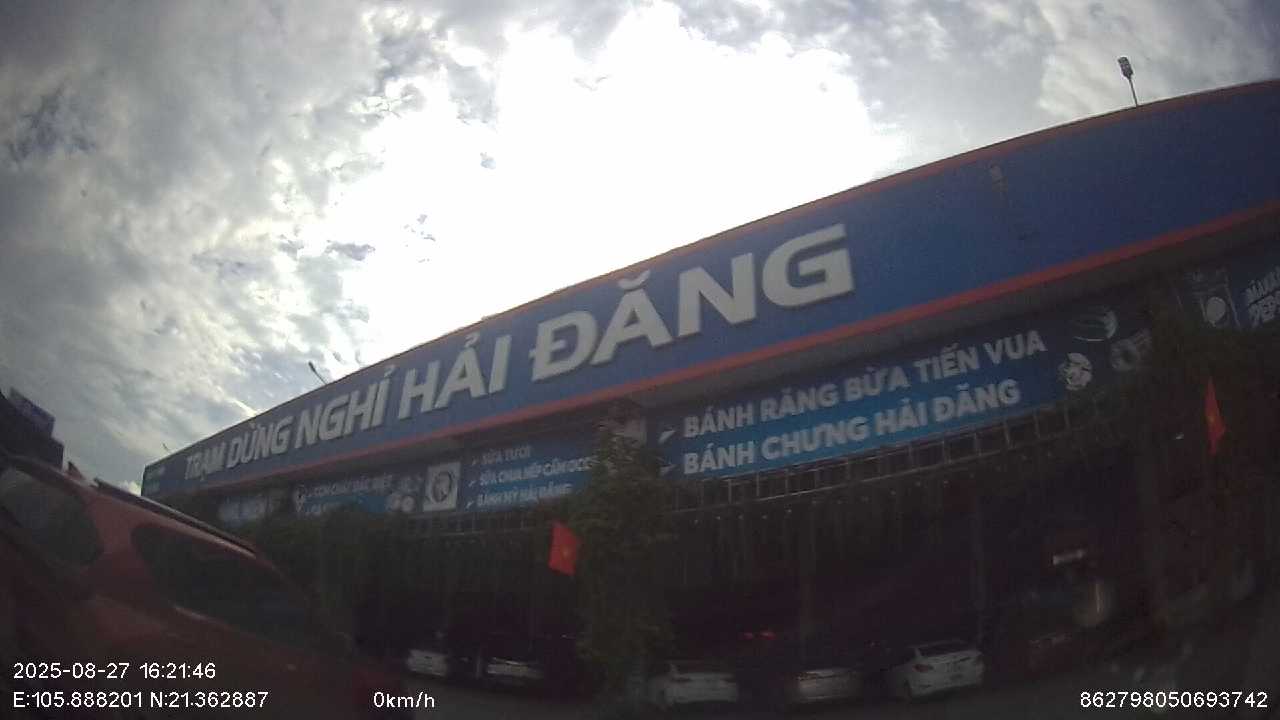 TRẠM DỪNG NGHỈ HẢI ĐĂNG
BÁNH RĂNG BỪA TIẾN VUA
BÁNH CHƯNG HẢI ĐĂNG
SỮA TƯƠI
SỮA CHUA NẾP CẨM
BÁNH MỲ HẢI ĐĂNG
2025-08-27 16:21:46
E:105.888201 N:21.362887
0km/h
862798050693742